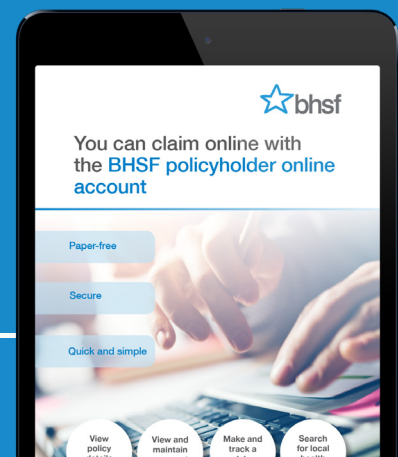 bhsf
You can claim online with
the BHSF policyholder online
account
Paper-free
Secure
Quick and simple
View
policy
View and
maintain
Make and
track a
Search
for local